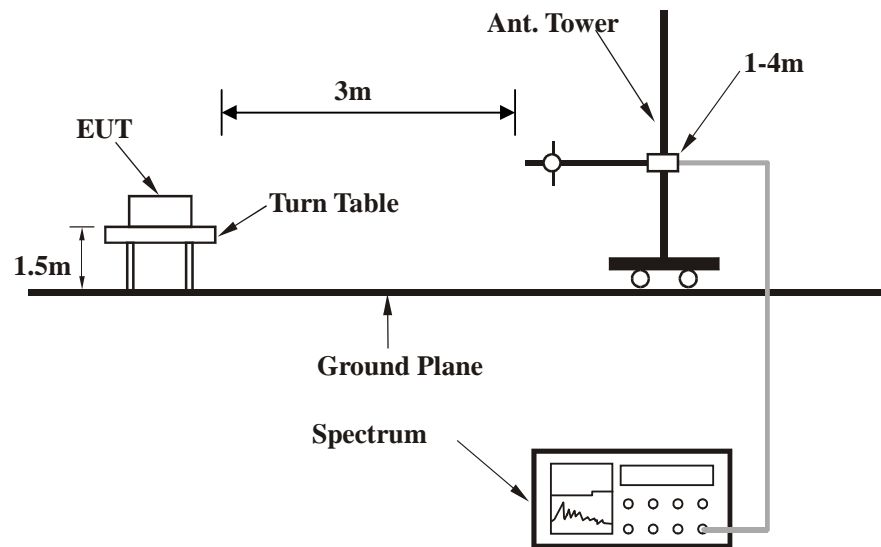 Ant. Tower
1-4m
3m
EUT
Turn Table
1.5m
Ground Plane
Spectrum